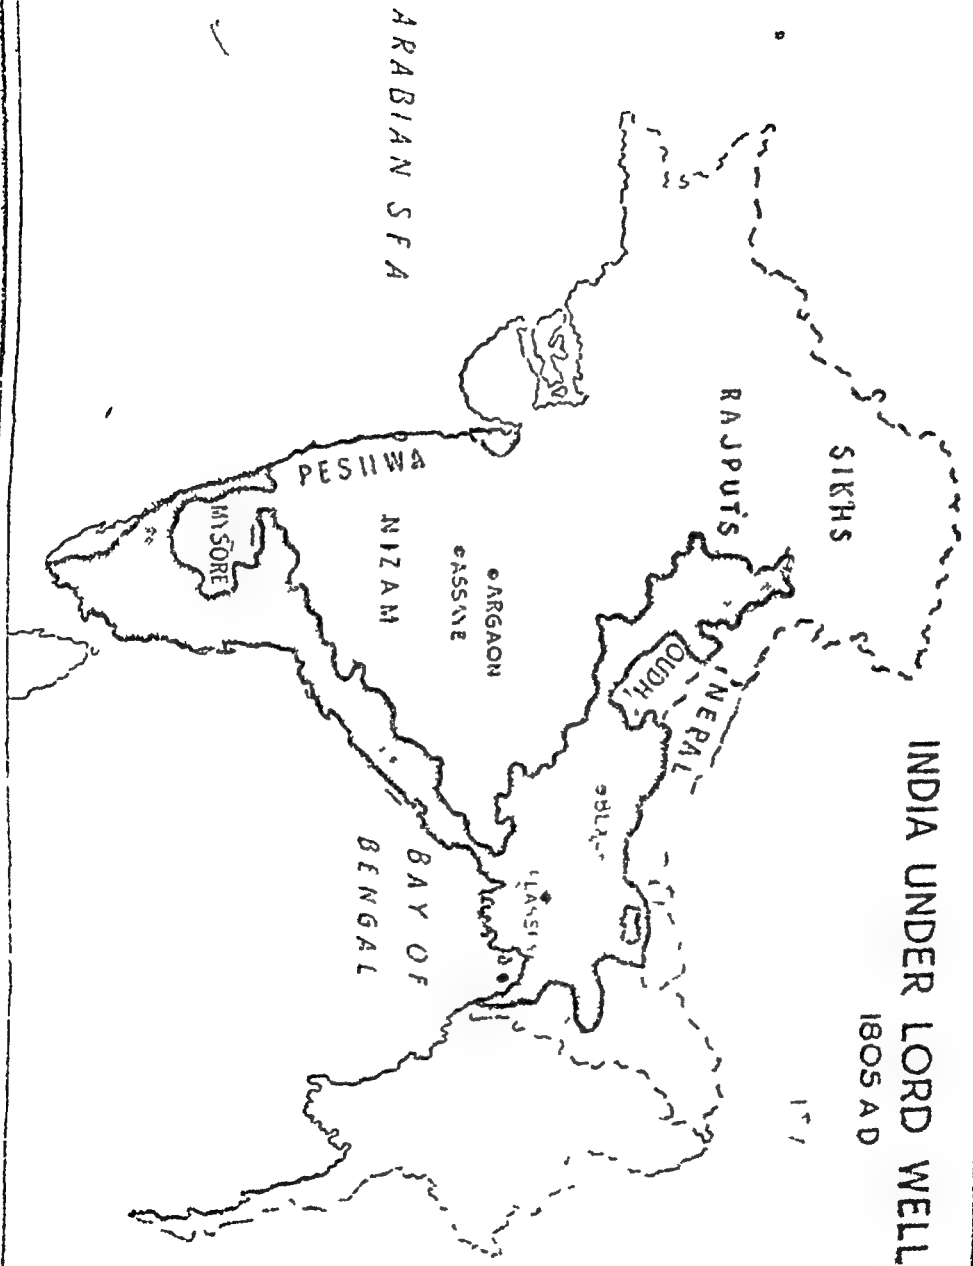 INDIA UNDER LORD WELL
1805 A D
SIKHS
RAJPUTS
NEPAL
OUDH
ARGAON
ASSAYE
NIZAM
PESHWA
MYSORE
ARABIAN SEA
BAY OF
BENGAL